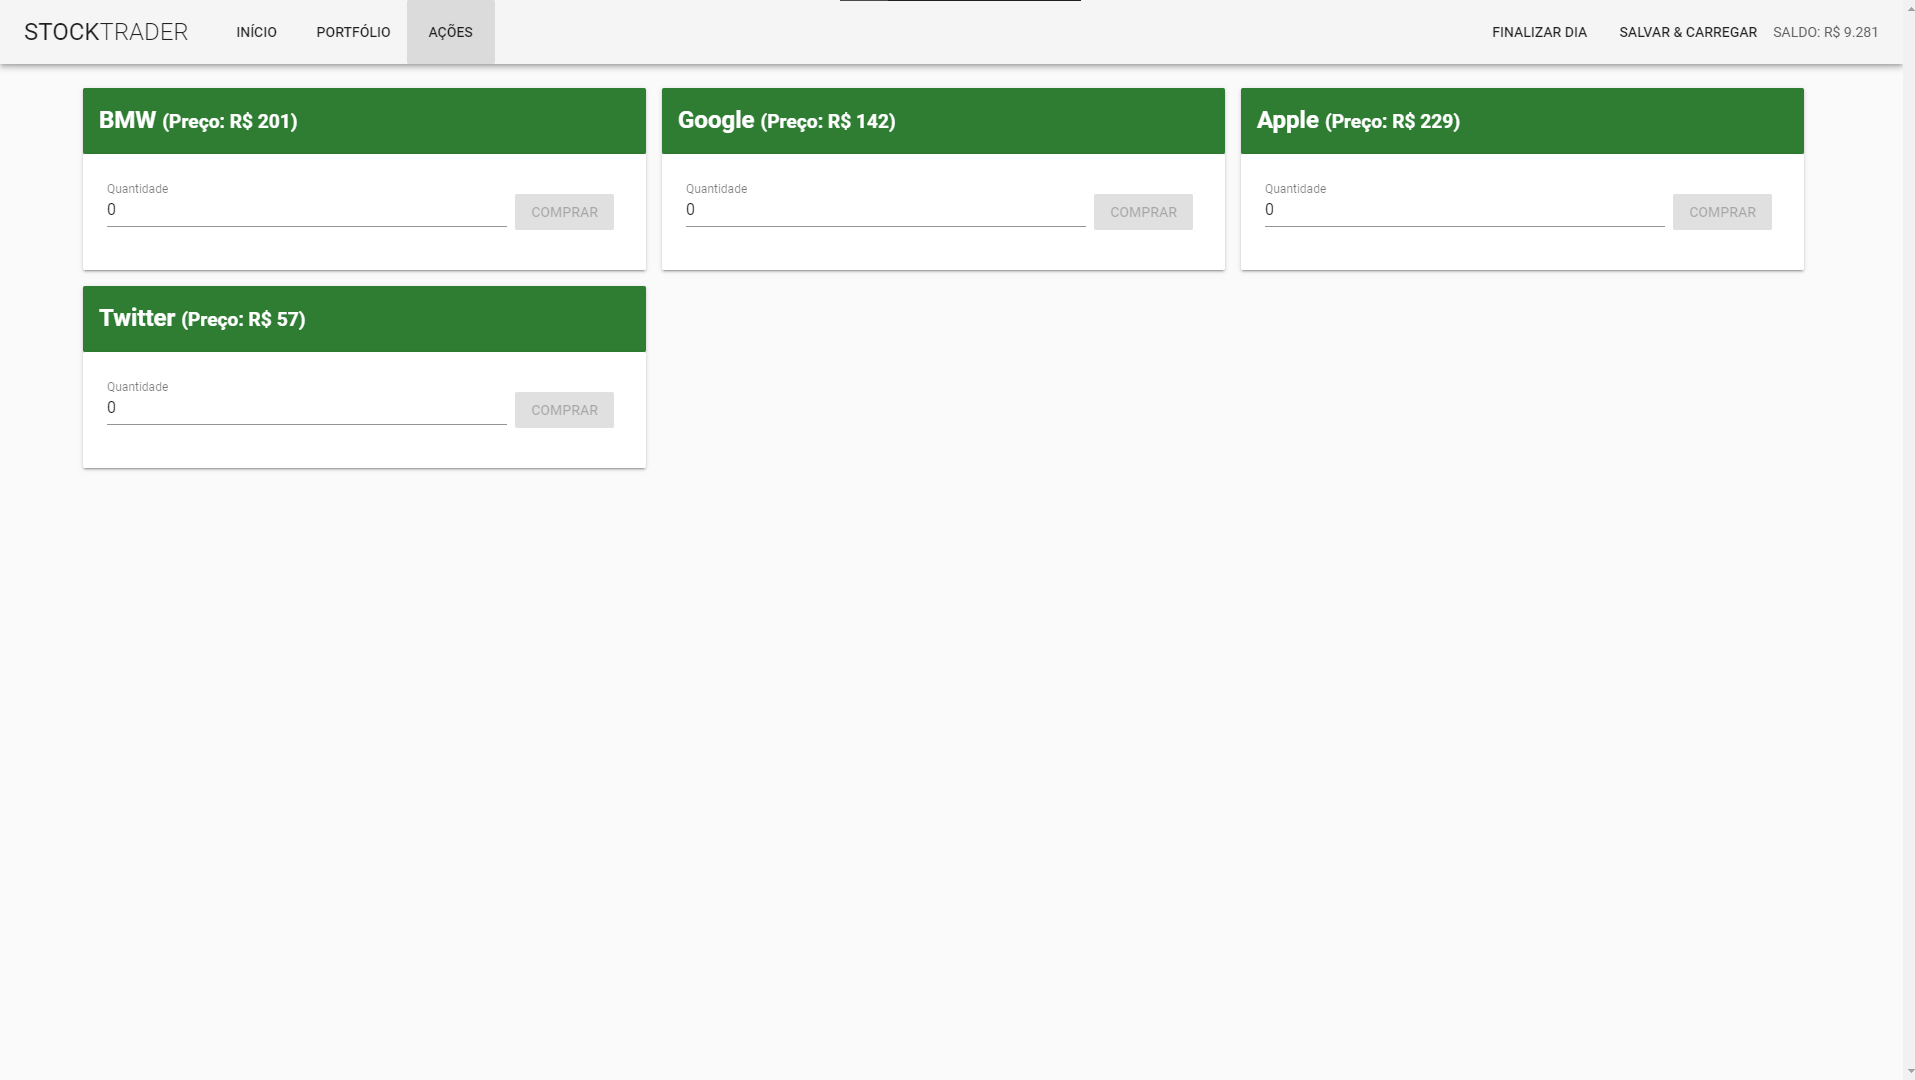 STOCKTRADER INÍCIO PORTFÓLIO AÇÕES FINALIZAR DIA SALVAR & CARREGAR SALDO: R$ 9.281
BMW (Preço: R$ 201)
Quantidade
0
COMPRAR
Google (Preço: R$ 142)
Quantidade
0
COMPRAR
Apple (Preço: R$ 229)
Quantidade
0
COMPRAR
Twitter (Preço: R$ 57)
Quantidade
0
COMPRAR